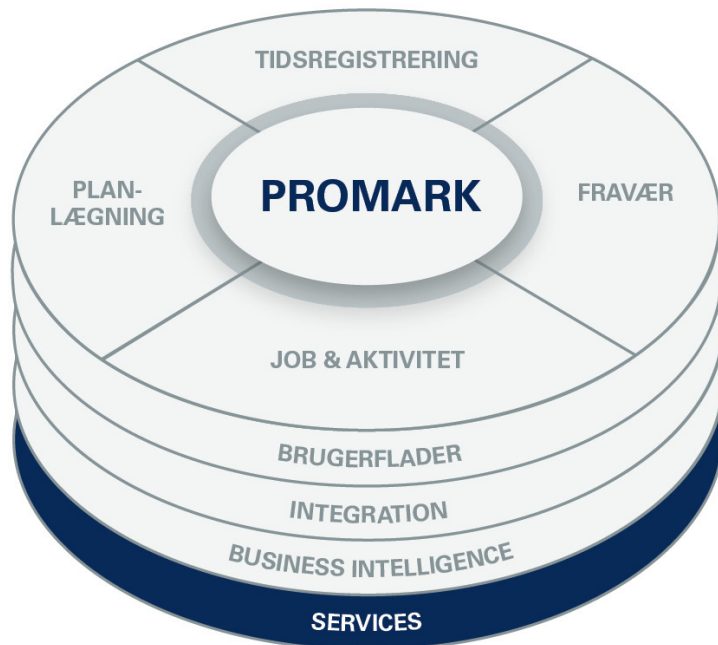 TIDSREGISTRERING
PLAN-
LÆGNING
PROMARK
FRAVÆR
JOB & AKTIVITET
BRUGERFLADER
INTEGRATION
BUSINESS INTELLIGENCE
SERVICES